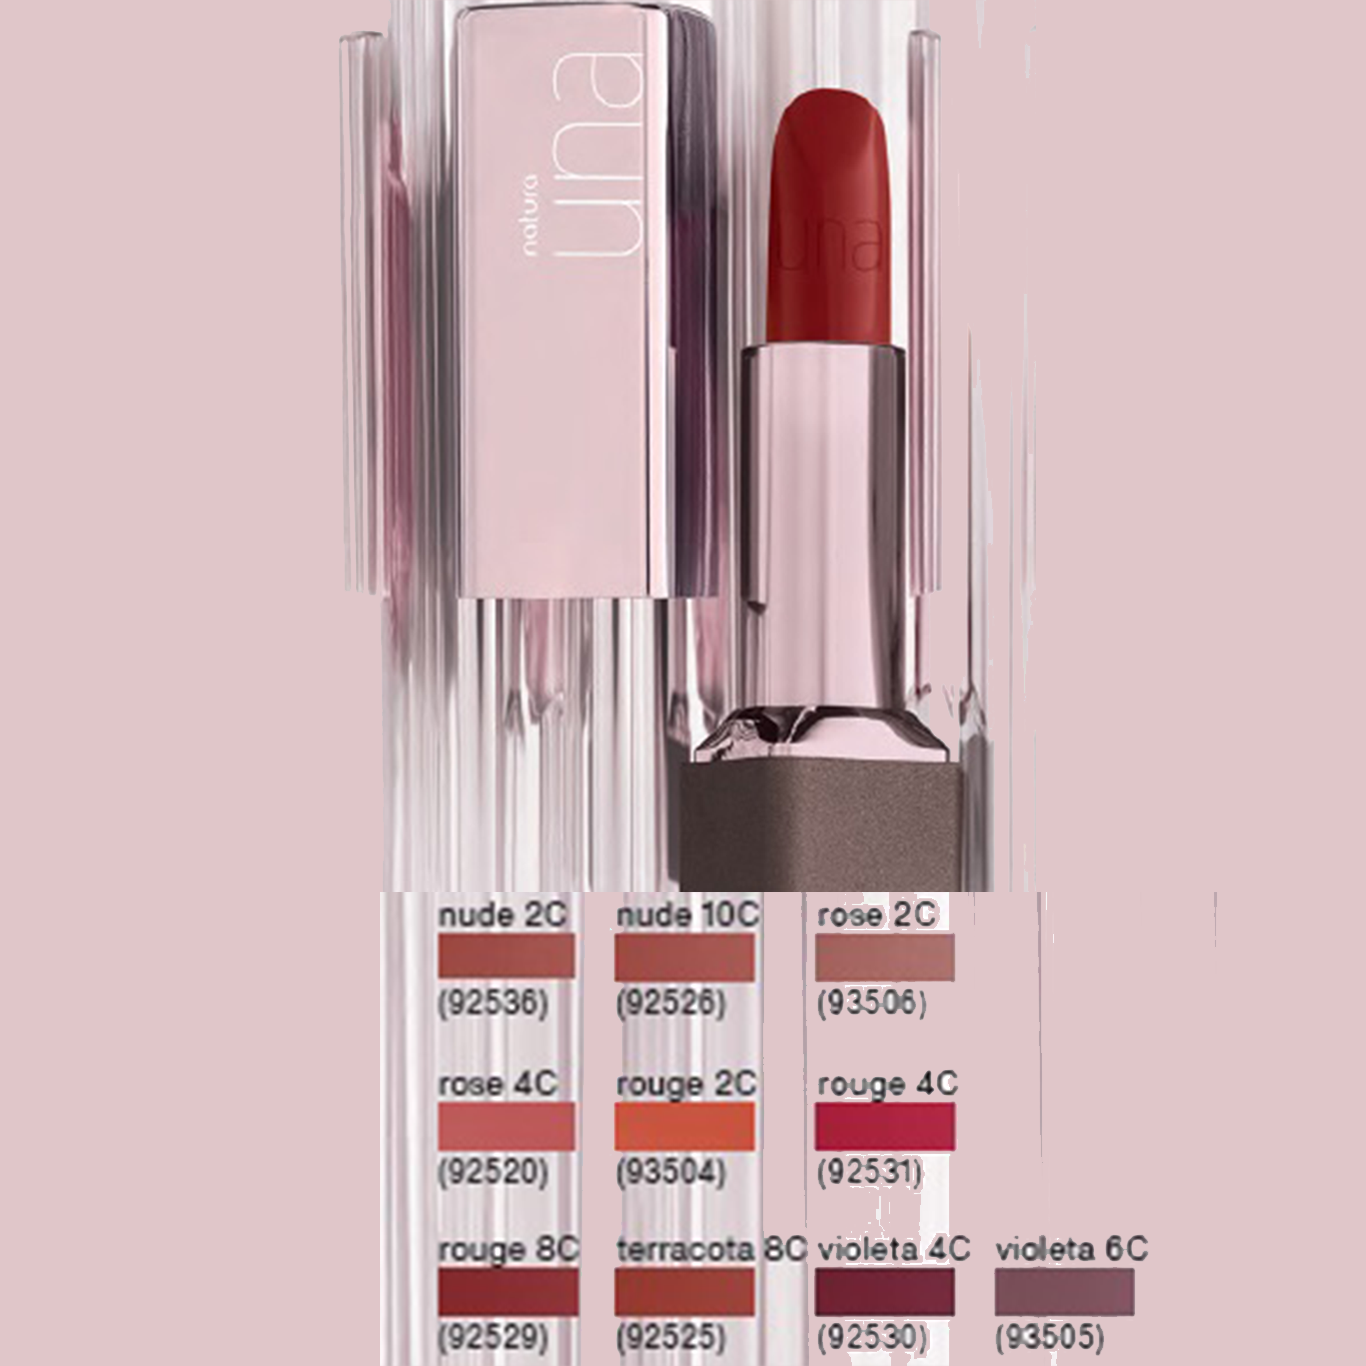 natura
una
una
nude 2C
nude 10C
rose 2C
(92536)
(92526)
(93506)
rose 4C
rouge 2C
rouge 4C
(92520)
(93504)
(92531)
rouge 8C
terracota 8C
violeta 4C
violeta 6C
(92529)
(92525)
(92530)
(93505)